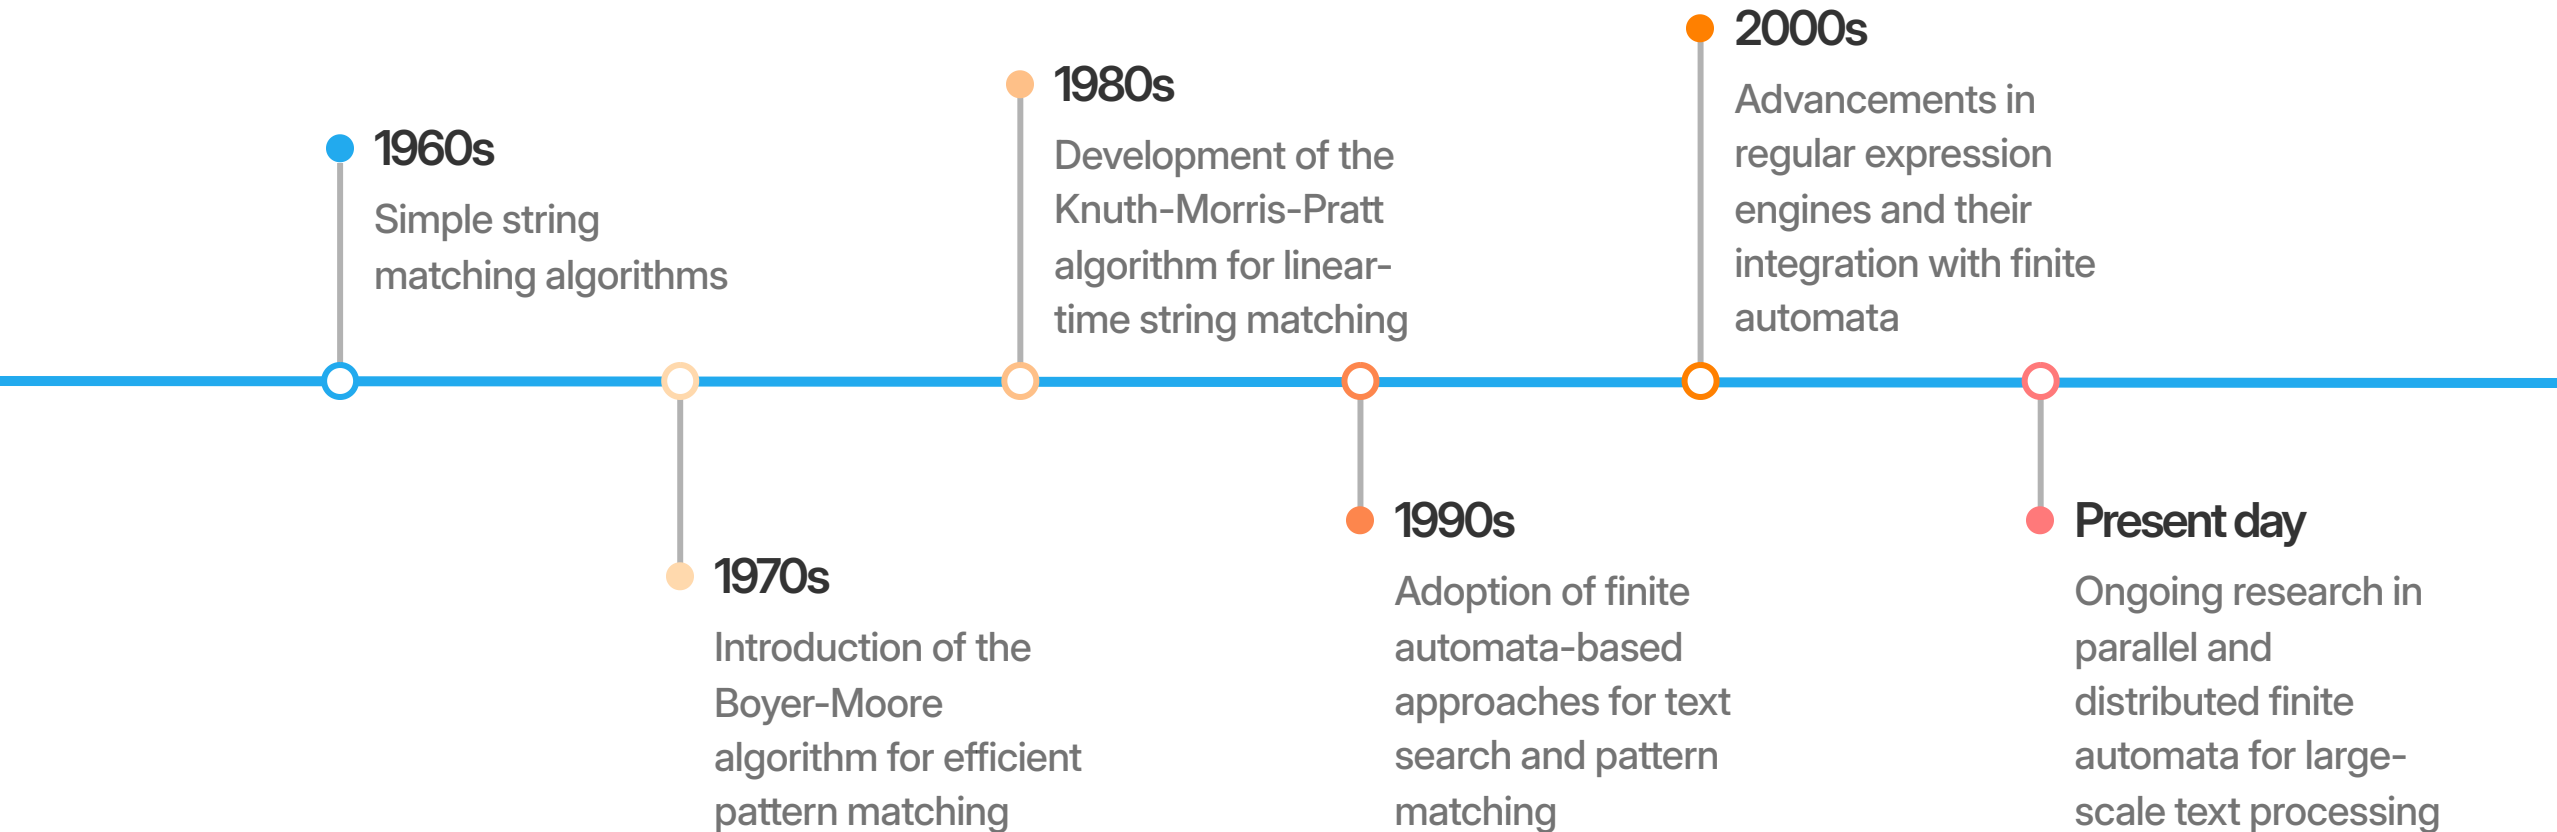 1960s
Simple string
matching algorithms
1970s
Introduction of the
Boyer-Moore
algorithm for efficient
pattern matching
1980s
Development of the
Knuth-Morris-Pratt
algorithm for linear-
time string matching
1990s
Adoption of finite
automata-based
approaches for text
search and pattern
matching
2000s
Advancements in
regular expression
engines and their
integration with finite
automata
Present day
Ongoing research in
parallel and
distributed finite
automata for large-
scale text processing